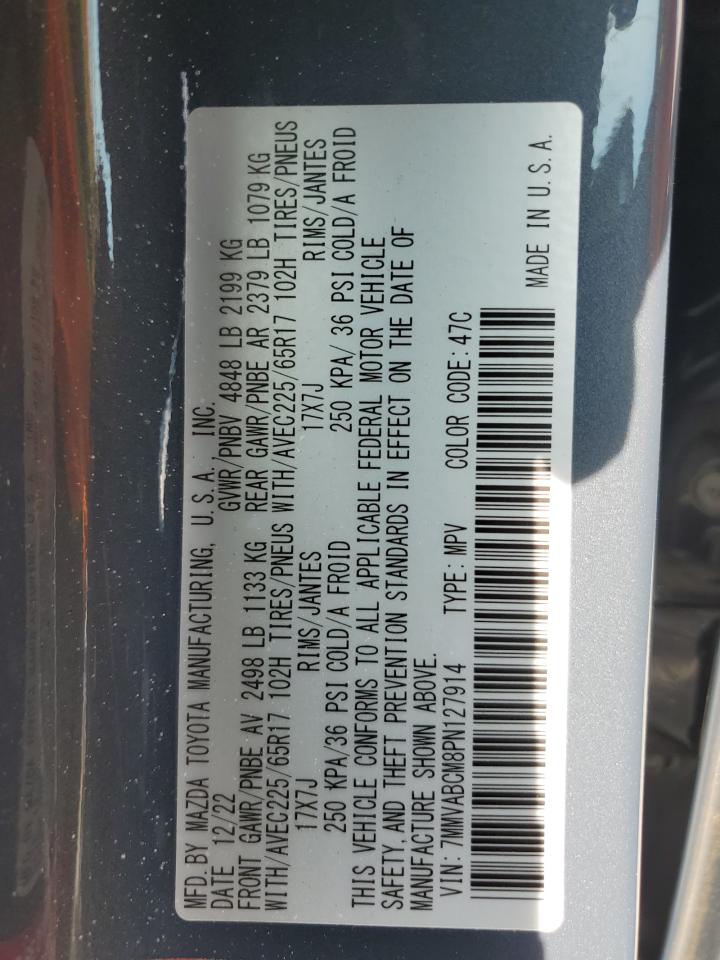 MFD.BY MAZDA TOYOTA MANUFACTURING, U.S.A. INC.
DATE 12/22 GVWR/PNBV 4848 LB 2199 KG
FRONT GAWR/PNBE AV 2498 LB 1133 KG REAR GAWR/PNBE AR 2379 LB 1079 KG
WITH/AVEC225/65R17 102H TIRES/PNEUS WITH/AVEC225/65R17 102H TIRES/PNEUS
17X7J RIMS/JANTES 17X7J RIMS/JANTES
250 KPA/36 PSI COLD/A FROID 250 KPA/ 36 PSI COLD/A FROID
THIS VEHICLE CONFORMS TO ALL APPLICABLE FEDERAL MOTOR VEHICLE
SAFETY,AND THEFT PREVENTION STANDARDS IN EFFECT ON THE DATE OF
MANUFACTURE SHOWN ABOVE.
VIN:7MMVABCM8PN127914 TYPE:MPV COLOR CODE:47C
MADE IN U.S.A.